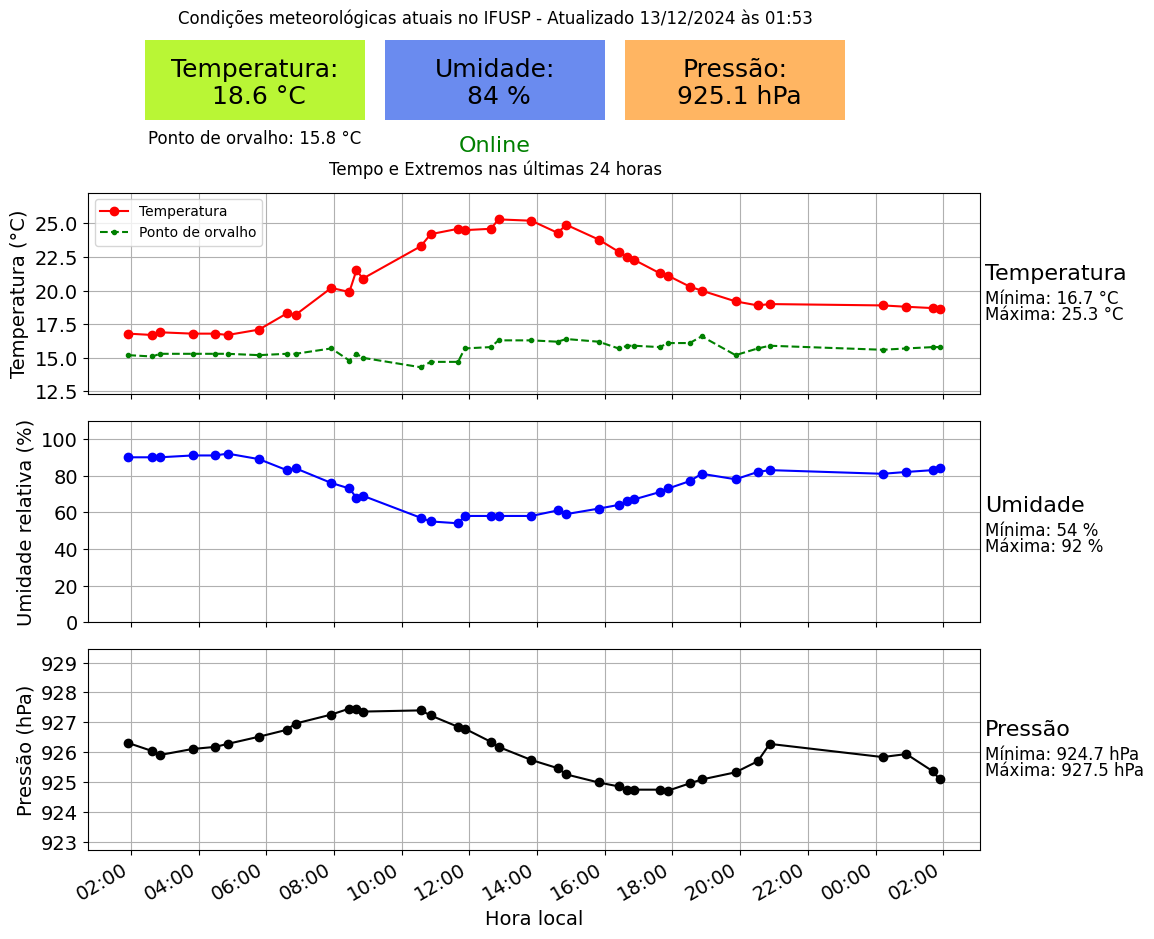 Condições meteorológicas atuais no IFUSP - Atualizado 13/12/2024 às 01:53
Temperatura:
18.6 °C
Umidade:
84 %
Pressão:
925.1 hPa
Ponto de orvalho: 15.8 °C
Online
Tempo e Extremos nas últimas 24 horas
Temperatura (°C)
25.0
22.5
20.0
17.5
15.0
12.5
Temperatura
Ponto de orvalho
Temperatura
Mínima: 16.7 °C
Máxima: 25.3 °C
Umidade relativa (%)
100
80
60
40
20
0
Umidade
Mínima: 54 %
Máxima: 92 %
Pressão (hPa)
929
928
927
926
925
924
923
Pressão
Mínima: 924.7 hPa
Máxima: 927.5 hPa
02:00
04:00
06:00
08:00
10:00
12:00
14:00
16:00
18:00
20:00
22:00
00:00
02:00
Hora local